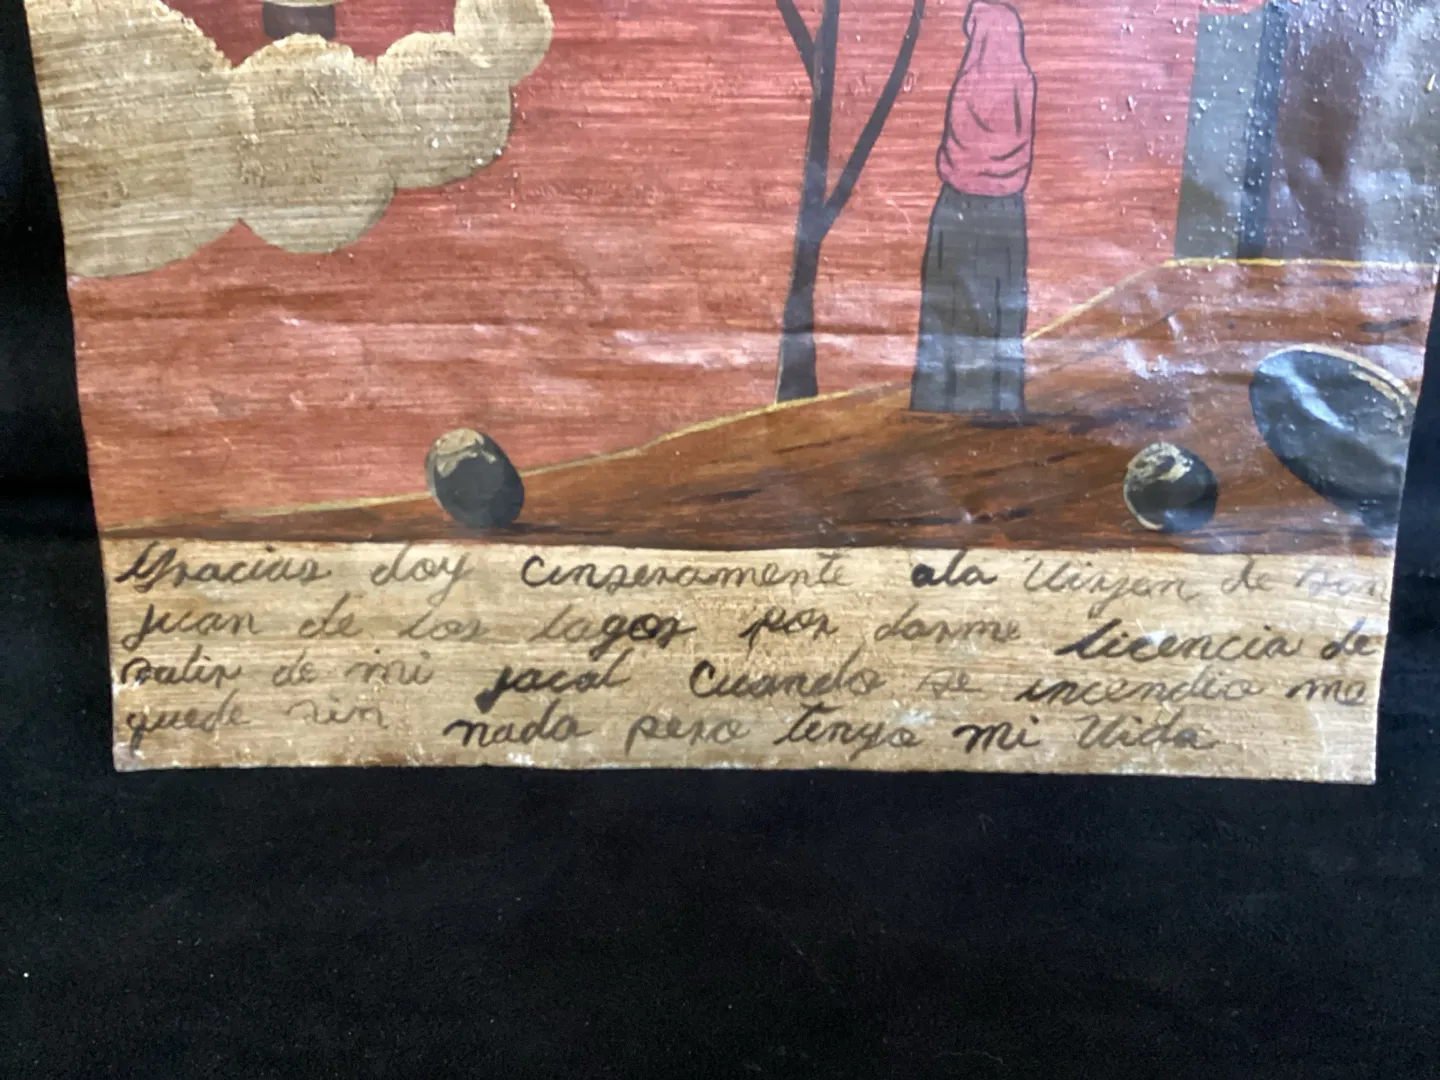 Gracias doy Cinseramente ala Virjen de San
juan de los lagos por darme licencia de
salir de mi jacal Cuando se incendio me
quede sin nada pero tengo mi Vida